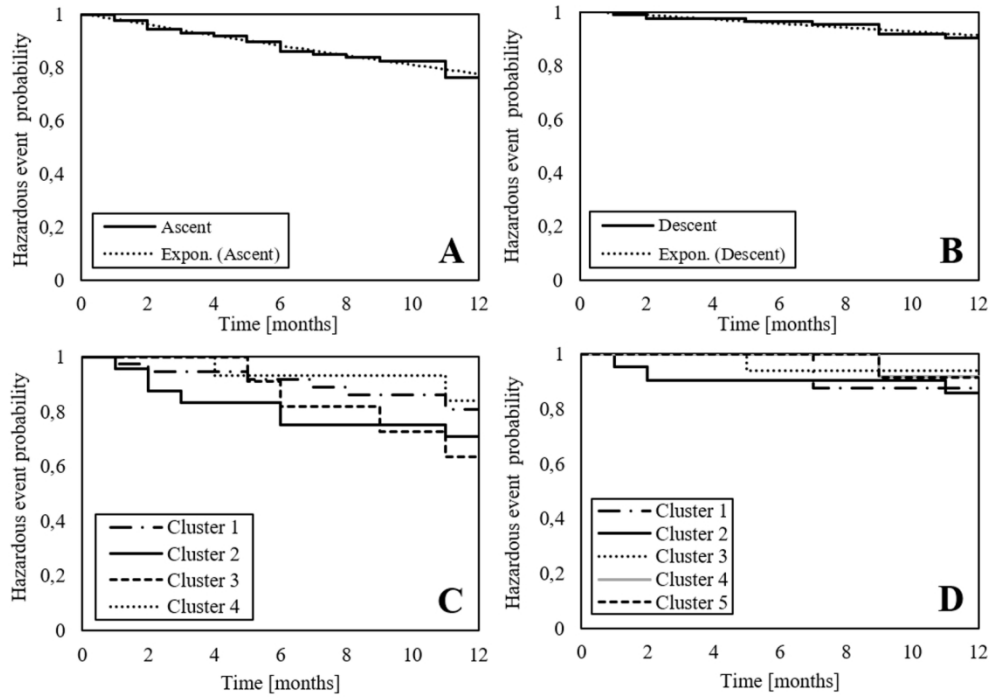 Hazardous event probability
1
0,8
0,6
0,4
0,2
0
Ascent
Expon. (Ascent)
A
0 2 4 6 8 10 12
Time [months]
Hazardous event probability
1
0,8
0,6
0,4
0,2
0
Descent
Expon. (Descent)
B
0 2 4 6 8 10 12
Time [months]
Hazardous event probability
1
0,8
0,6
0,4
0,2
0
Cluster 1
Cluster 2
Cluster 3
Cluster 4
C
0 2 4 6 8 10 12
Time [months]
Hazardous event probability
1
0,8
0,6
0,4
0,2
0
Cluster 1
Cluster 2
Cluster 3
Cluster 4
Cluster 5
D
0 2 4 6 8 10 12
Time [months]